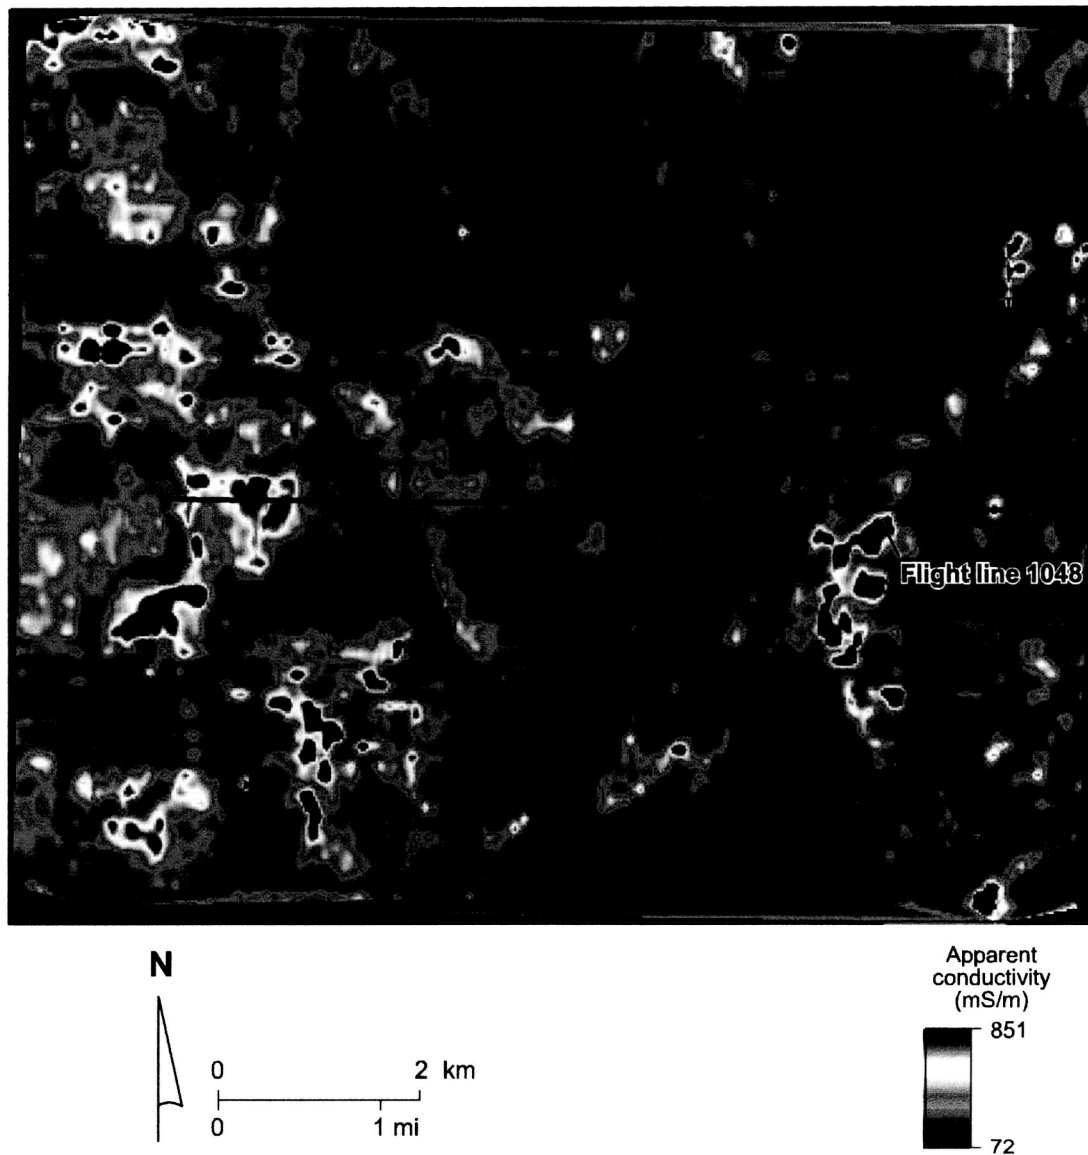 Flight line 1048
N
0 2 km
0 1 mi
Apparent
conductivity
(mS/m)
851
72